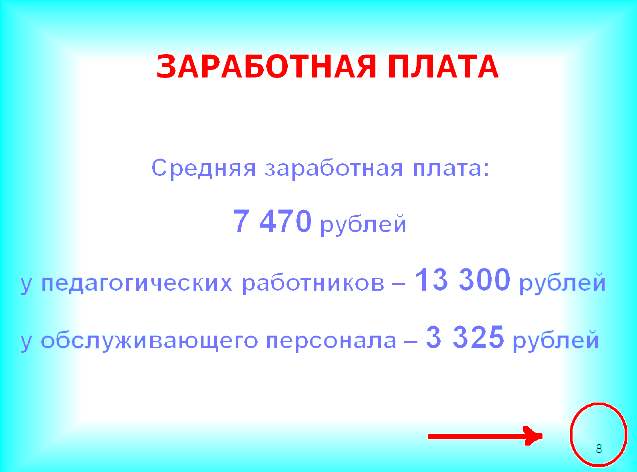 ЗАРАБОТНАЯ ПЛАТА
Средняя заработная плата:
7 470 рублей
у педагогических работников – 13 300 рублей
у обслуживающего персонала – 3 325 рублей
8